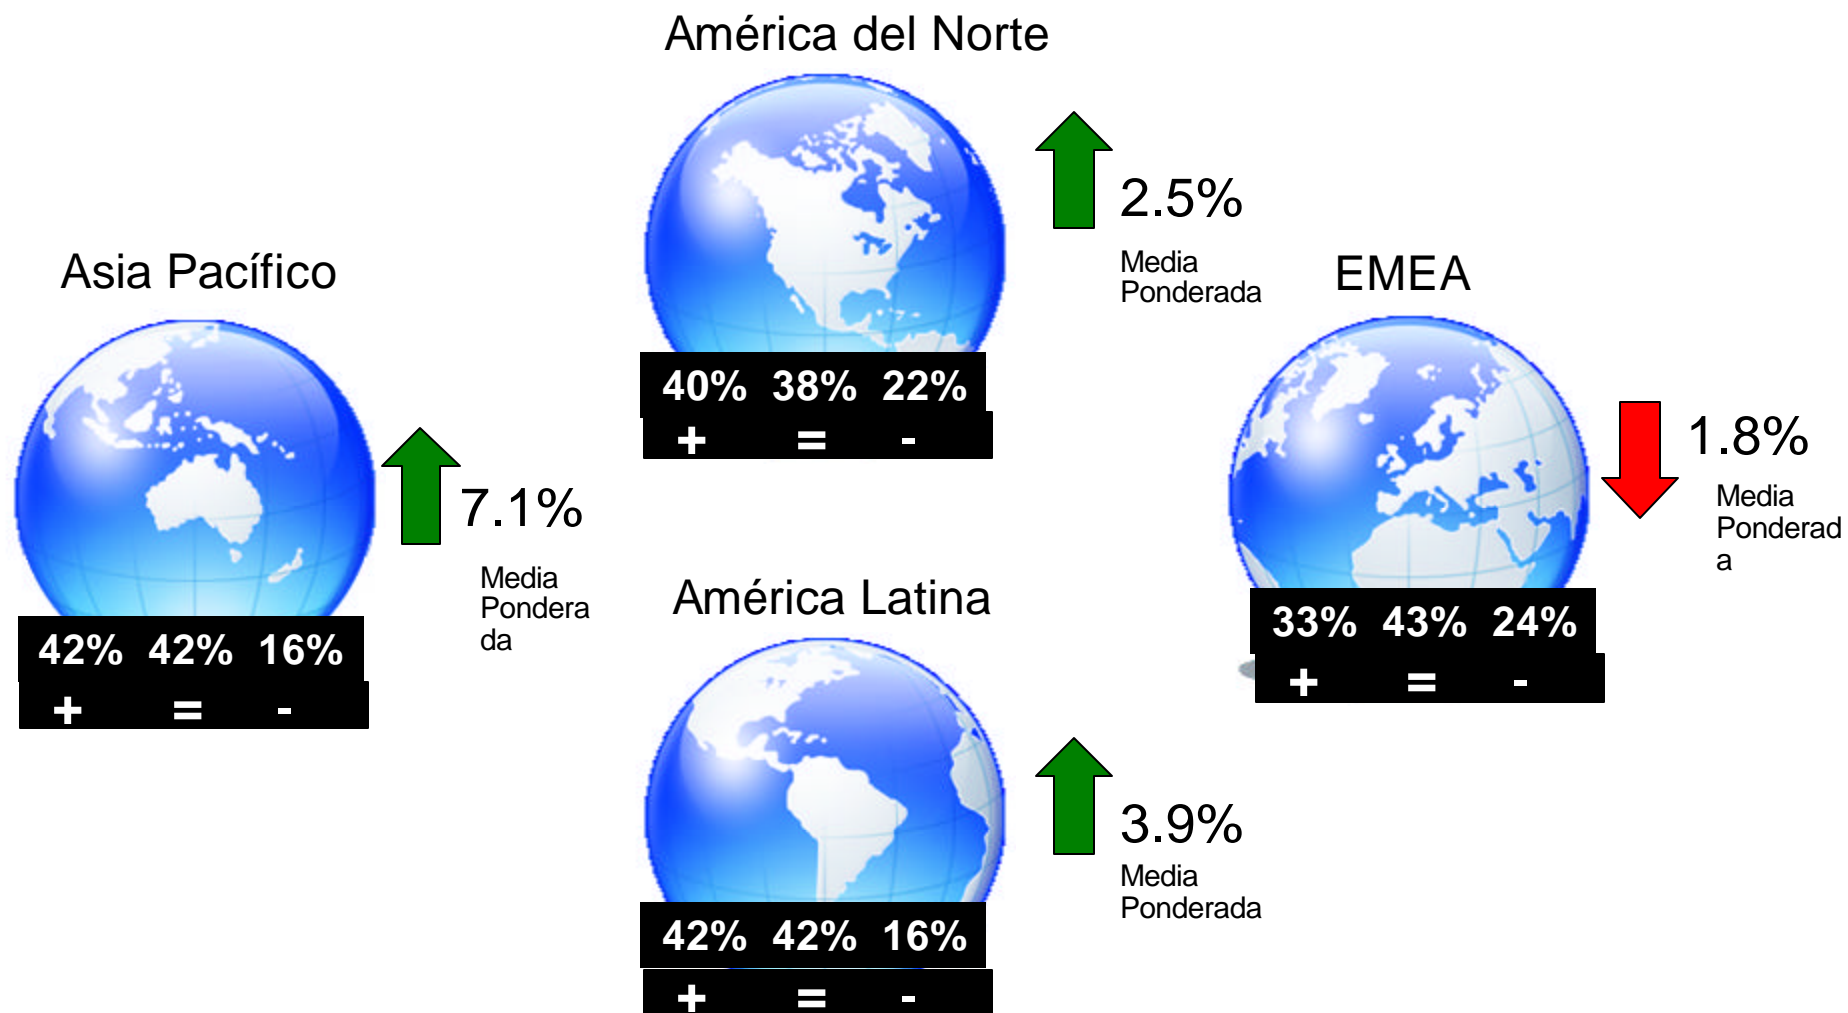 América del Norte
2.5%
Media
Ponderada
40% 38% 22%
+ = -
Asia Pacífico
7.1%
Media
Pondera
da
42% 42% 16%
+ = -
EMEA
1.8%
Media
Ponderad
a
33% 43% 24%
+ = -
América Latina
3.9%
Media
Ponderada
42% 42% 16%
+ = -